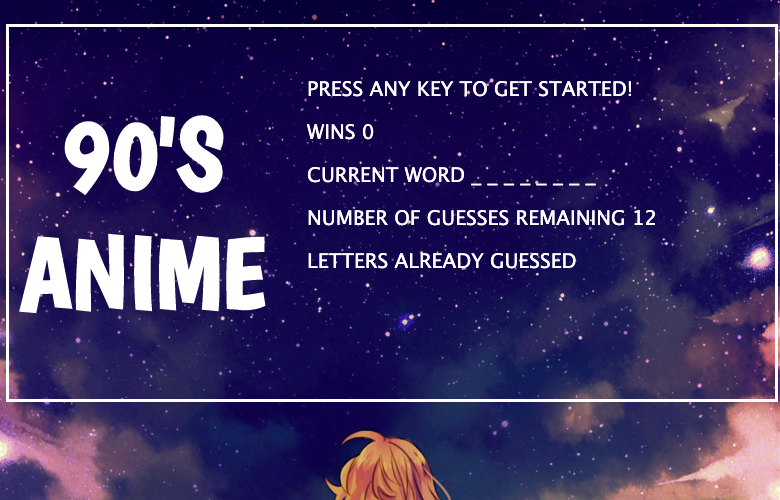 90'S
ANIME
PRESS ANY KEY TO GET STARTED!
WINS 0
CURRENT WORD _ _ _ _ _ _ _ _
NUMBER OF GUESSES REMAINING 12
LETTERS ALREADY GUESSED